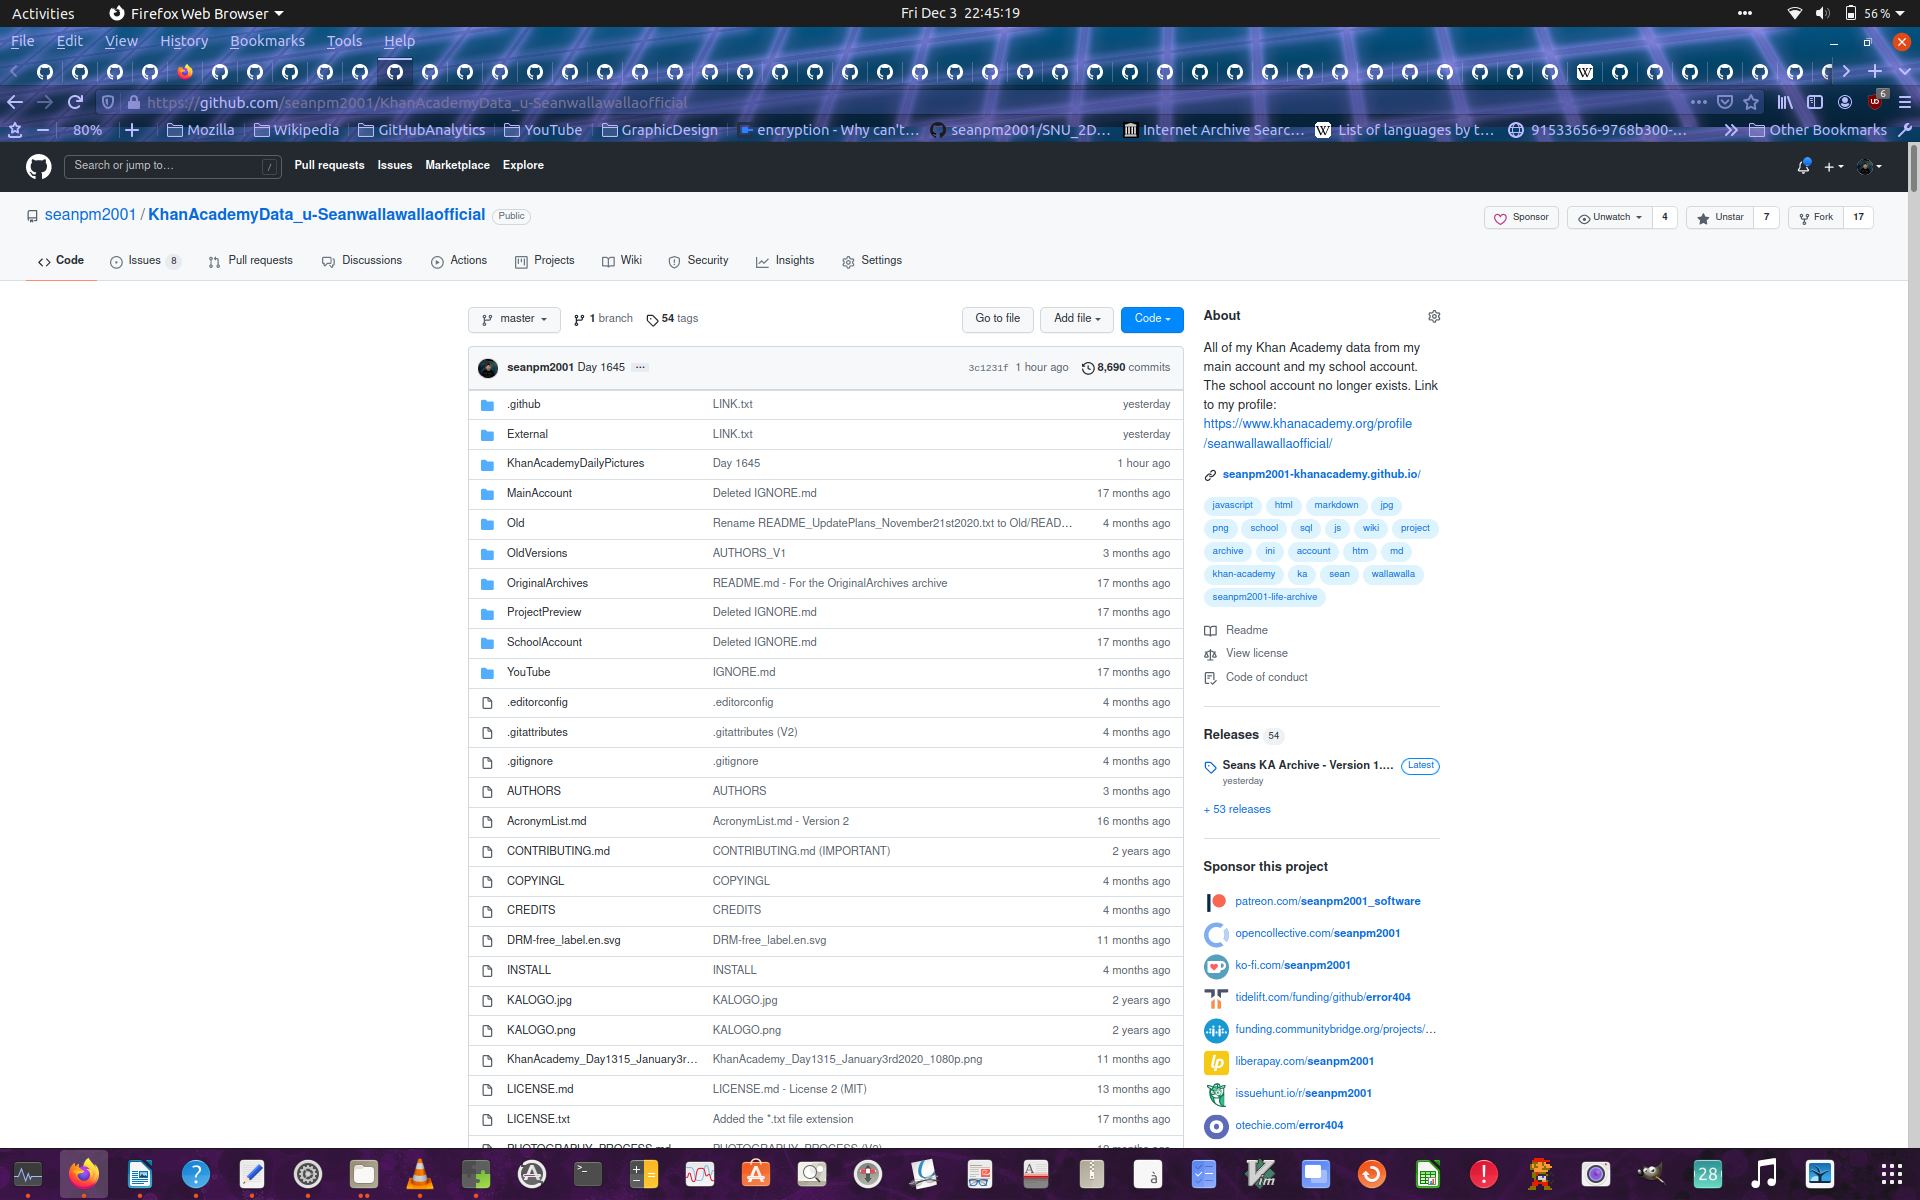 Activities Firefox Web Browser Fri Dec 3 22:45:19 56 %
File Edit View History Bookmarks Tools Help
https://github.com/seanpm2001/KhanAcademyData_u-Seanwallawallaofficial 6
80% Mozilla Wikipedia GitHubAnalytics YouTube GraphicDesign encryption - Why can't… seanpm2001/SNU_2D… Internet Archive Searc… List of languages by t… 91533656-9768b300-… Other Bookmarks
Search or jump to… / Pull requests Issues Marketplace Explore
seanpm2001 / KhanAcademyData_u-Seanwallawallaofficial Public Sponsor Unwatch 4 Unstar 7 Fork 17
Code Issues 8 Pull requests Discussions Actions Projects Wiki Security Insights Settings
master 1 branch 54 tags Go to file Add file Code
seanpm2001 Day 1645 … 3c1231f 1 hour ago 8,690 commits
.github LINK.txt yesterday
External LINK.txt yesterday
KhanAcademyDailyPictures Day 1645 1 hour ago
MainAccount Deleted IGNORE.md 17 months ago
Old Rename README_UpdatePlans_November21st2020.txt to Old/READ… 4 months ago
OldVersions AUTHORS_V1 3 months ago
OriginalArchives README.md - For the OriginalArchives archive 17 months ago
ProjectPreview Deleted IGNORE.md 17 months ago
SchoolAccount Deleted IGNORE.md 17 months ago
YouTube IGNORE.md 17 months ago
.editorconfig .editorconfig 4 months ago
.gitattributes .gitattributes (V2) 4 months ago
.gitignore .gitignore 4 months ago
AUTHORS AUTHORS 3 months ago
AcronymList.md AcronymList.md - Version 2 16 months ago
CONTRIBUTING.md CONTRIBUTING.md (IMPORTANT) 2 years ago
COPYINGL COPYINGL 4 months ago
CREDITS CREDITS 4 months ago
DRM-free_label.en.svg DRM-free_label.en.svg 11 months ago
INSTALL INSTALL 4 months ago
KALOGO.jpg KALOGO.jpg 2 years ago
KALOGO.png KALOGO.png 2 years ago
KhanAcademy_Day1315_January3r… KhanAcademy_Day1315_January3rd2020_1080p.png 11 months ago
LICENSE.md LICENSE.md - License 2 (MIT) 13 months ago
LICENSE.txt Added the *.txt file extension 17 months ago
About
All of my Khan Academy data from my
main account and my school account.
The school account no longer exists. Link
to my profile:
https://www.khanacademy.org/profile
/seanwallawallaofficial/
seanpm2001-khanacademy.github.io/
javascript html markdown jpg
png school sql js wiki project
archive ini account htm md
khan-academy ka sean wallawalla
seanpm2001-life-archive
Readme
View license
Code of conduct
Releases 54
Seans KA Archive - Version 1.… Latest
yesterday
+ 53 releases
Sponsor this project
patreon.com/seanpm2001_software
opencollective.com/seanpm2001
ko-fi.com/seanpm2001
tidelift.com/funding/github/error404
funding.communitybridge.org/projects/…
liberapay.com/seanpm2001
issuehunt.io/r/seanpm2001
otechie.com/error404
28